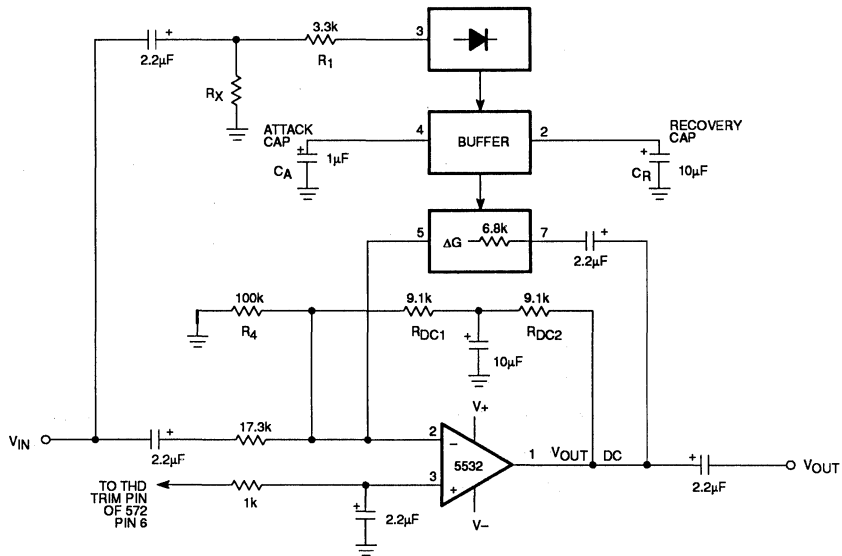 3.3k
+
3
2.2μF
R1
RX
ATTACK
CAP
4
BUFFER
2
RECOVERY
CAP
+
1μF
CA
+
CR
10μF
5
ΔG
6.8k
7
+
2.2μF
100k
9.1k
9.1k
R4
RDC1
RDC2
+
10μF
V+
17.3k
+
2
−
VIN
1
VOUT
DC
+
VOUT
5532
2.2μF
3
+
2.2μF
TO THD
TRIM PIN
OF 572
PIN 6
1k
+
2.2μF
V−